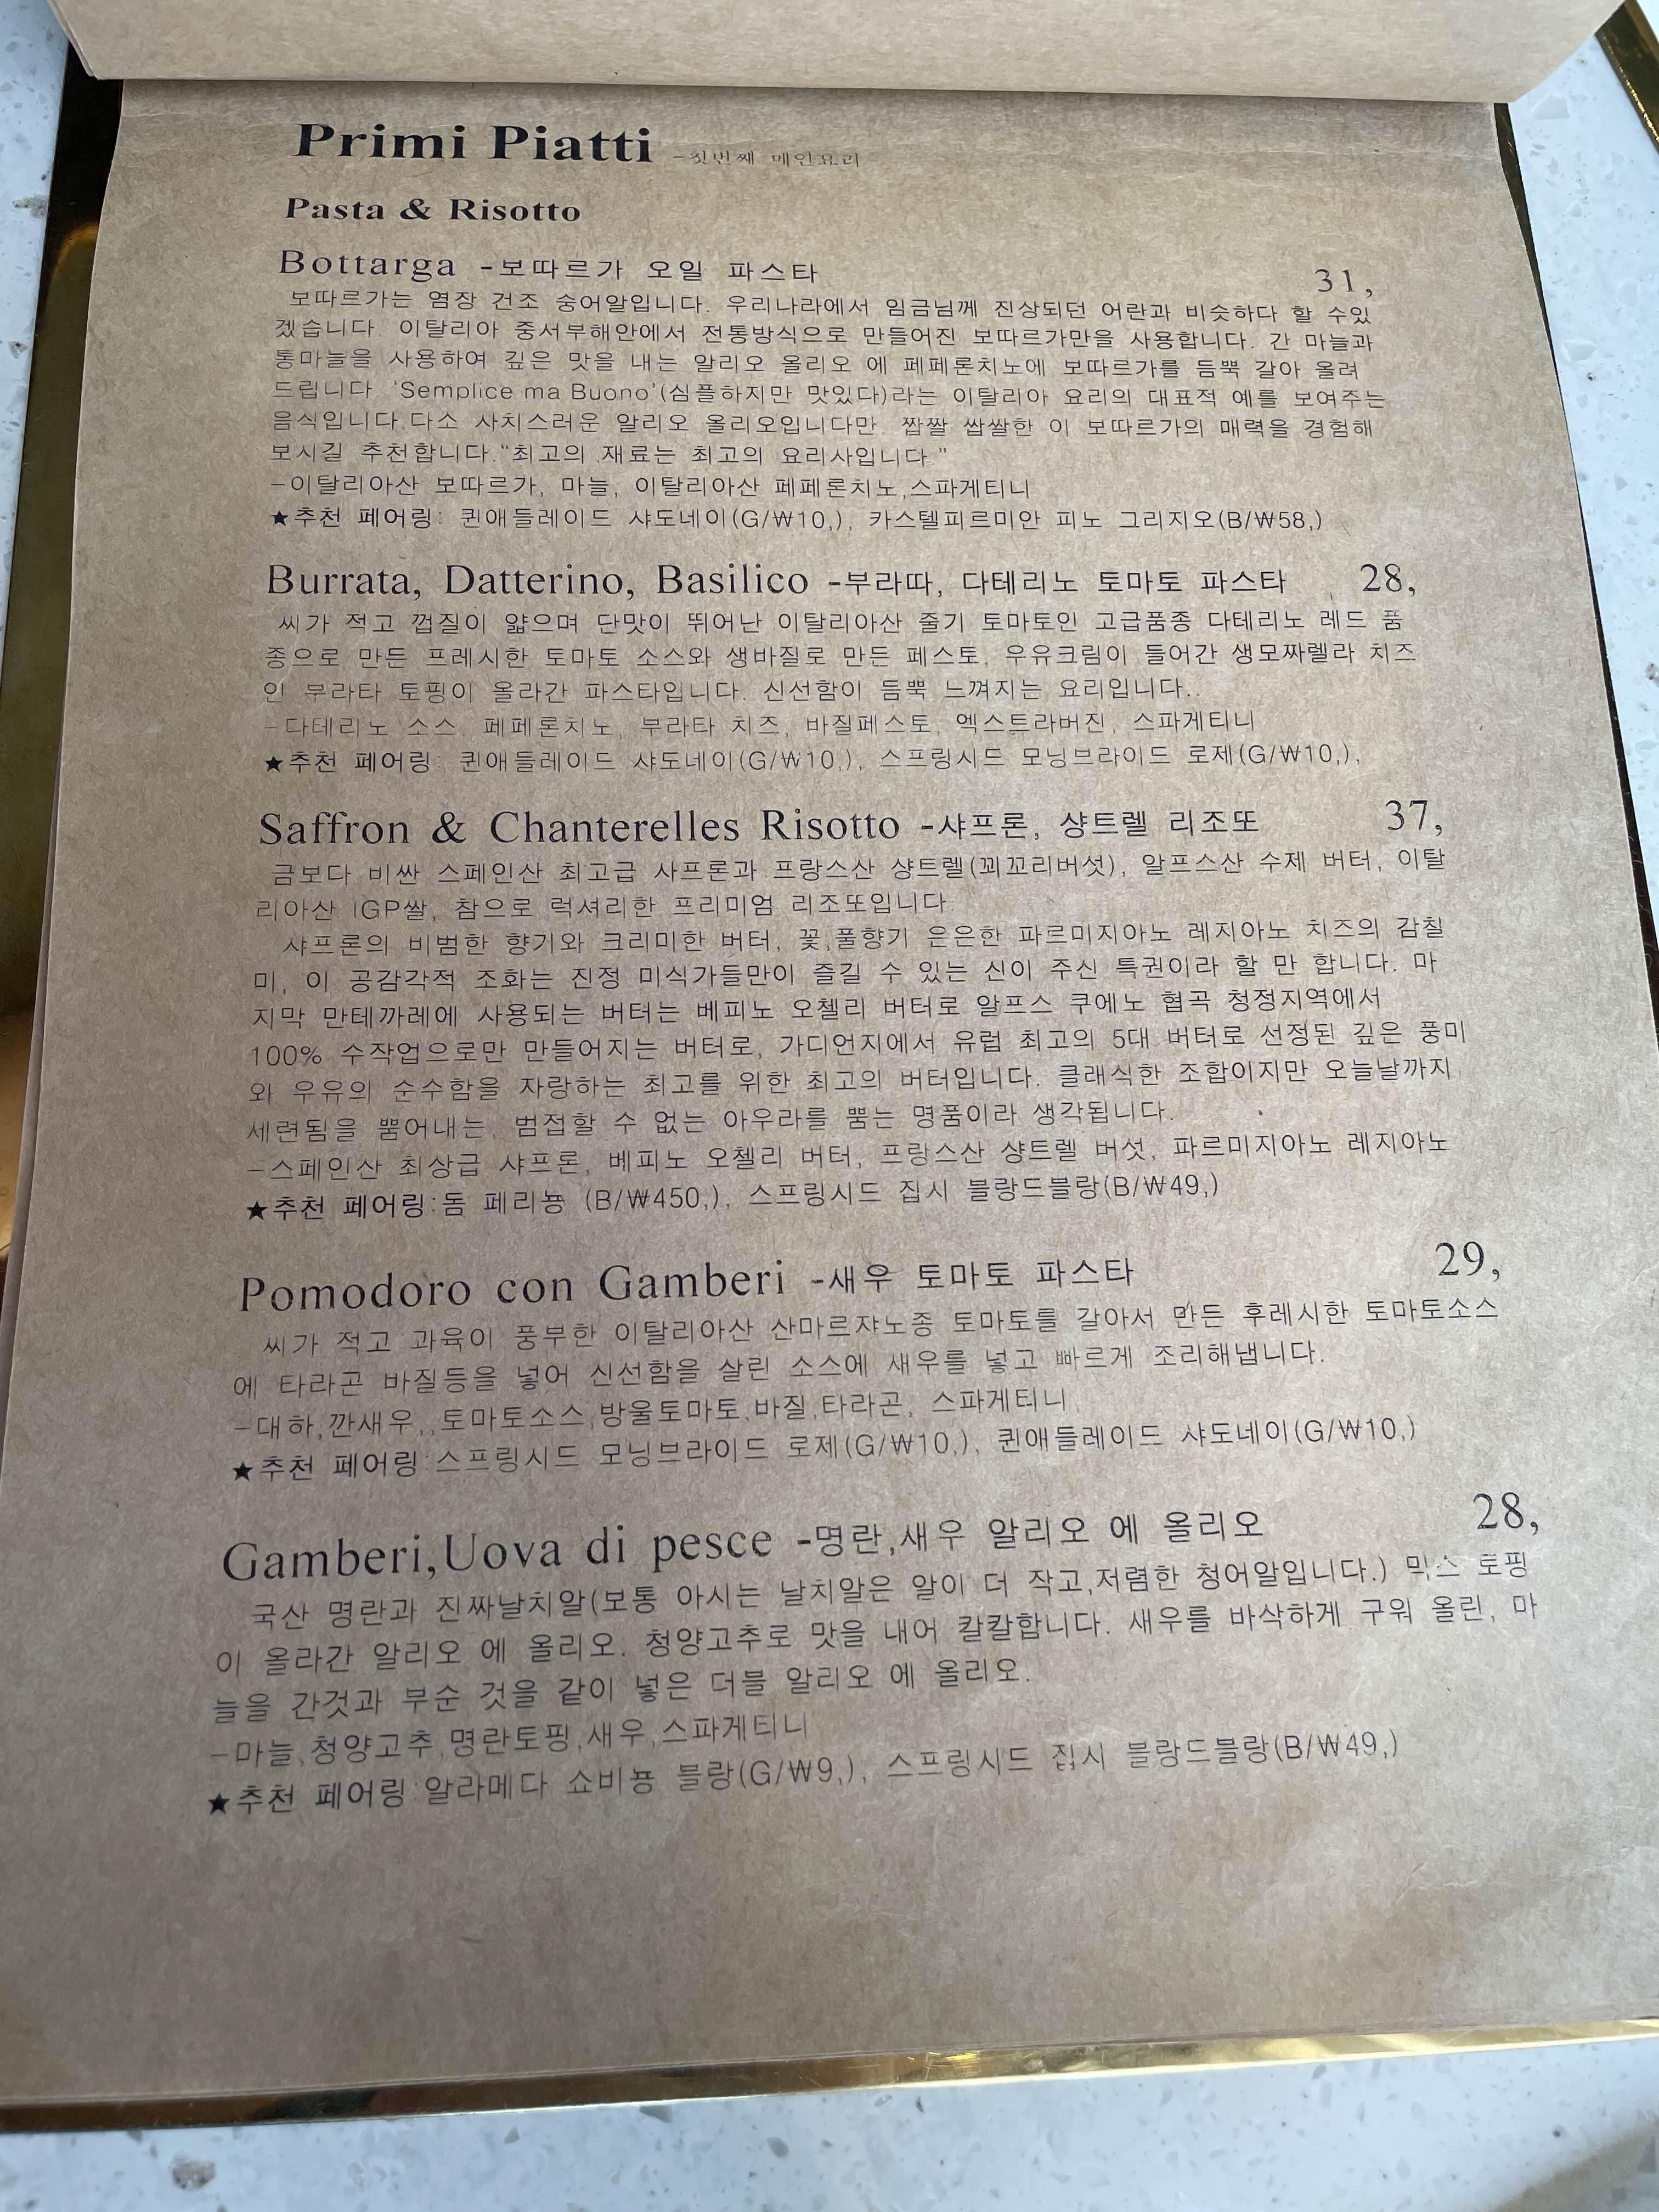 Primi Piatti -첫번째 메인요리
Pasta & Risotto
Bottarga -보따르가 오일 파스타 31,
보따르가는 염장 건조 숭어알입니다. 우리나라에서 임금님께 진상되던 어란과 비슷하다 할 수있
겠습니다. 이탈리아 중서부해안에서 전통방식으로 만들어진 보따르가만을 사용합니다. 간 마늘과
통마늘을 사용하여 깊은 맛을 내는 알리오 올리오 에 페페론치노에 보따르가를 듬뿍 갈아 올려
드립니다. 'Semplice ma Buono'(심플하지만 맛있다)라는 이탈리아 요리의 대표적 예를 보여주는
음식입니다.다소 사치스러운 알리오 올리오입니다만. 짭짤 쌉쌀한 이 보따르가의 매력을 경험해
보시길 추천합니다."최고의 재료는 최고의 요리사입니다."
-이탈리아산 보따르가, 마늘, 이탈리아산 페페론치노,스파게티니
★추천 페어링: 퀸애들레이드 샤도네이(G/₩10,), 카스텔피르미안 피노 그리지오(B/₩58,)
Burrata, Datterino, Basilico -부라따, 다테리노 토마토 파스타 28,
씨가 적고 껍질이 얇으며 단맛이 뛰어난 이탈리아산 줄기 토마토인 고급품종 다테리노 레드 품
종으로 만든 프레시한 토마토 소스와 생바질로 만든 페스토, 우유크림이 들어간 생모짜렐라 치즈
인 부라타 토핑이 올라간 파스타입니다. 신선함이 듬뿍 느껴지는 요리입니다..
-다테리노 소스, 페페론치노, 부라타 치즈, 바질페스토, 엑스트라버진, 스파게티니
★추천 페어링: 퀸애들레이드 샤도네이(G/₩10,), 스프링시드 모닝브라이드 로제(G/₩10,),
Saffron & Chanterelles Risotto -샤프론, 샹트렐 리조또 37,
금보다 비싼 스페인산 최고급 사프론과 프랑스산 샹트렐(꾀꼬리버섯), 알프스산 수제 버터, 이탈
리아산 IGP쌀, 참으로 럭셔리한 프리미엄 리조또입니다.
샤프론의 비범한 향기와 크리미한 버터, 꽃,풀향기 은은한 파르미지아노 레지아노 치즈의 감칠
미, 이 공감각적 조화는 진정 미식가들만이 즐길 수 있는 신이 주신 특권이라 할 만 합니다. 마
지막 만테까레에 사용되는 버터는 베피노 오첼리 버터로 알프스 쿠에노 협곡 청정지역에서
100% 수작업으로만 만들어지는 버터로, 가디언지에서 유럽 최고의 5대 버터로 선정된 깊은 풍미
와 우유의 순수함을 자랑하는 최고를 위한 최고의 버터입니다. 클래식한 조합이지만 오늘날까지
세련됨을 뿜어내는, 범접할 수 없는 아우라를 뿜는 명품이라 생각됩니다.
-스페인산 최상급 샤프론, 베피노 오첼리 버터, 프랑스산 샹트렐 버섯, 파르미지아노 레지아노
★추천 페어링:돔 페리뇽 (B/₩450,), 스프링시드 집시 블랑드블랑(B/₩49,)
Pomodoro con Gamberi -새우 토마토 파스타 29,
씨가 적고 과육이 풍부한 이탈리아산 산마르쟈노종 토마토를 갈아서 만든 후레시한 토마토소스
에 타라곤 바질등을 넣어 신선함을 살린 소스에 새우를 넣고 빠르게 조리해냅니다.
-대하,깐새우,,토마토소스,방울토마토,바질,타라곤, 스파게티니,
★추천 페어링:스프링시드 모닝브라이드 로제(G/₩10,), 퀸애들레이드 샤도네이(G/₩10,)
Gamberi,Uova di pesce -명란,새우 알리오 에 올리오 28,
국산 명란과 진짜날치알(보통 아시는 날치알은 알이 더 작고,저렴한 청어알입니다.) 믹스 토핑
이 올라간 알리오 에 올리오. 청양고추로 맛을 내어 칼칼합니다. 새우를 바삭하게 구워 올린, 마
늘을 간것과 부순 것을 같이 넣은 더블 알리오 에 올리오.
-마늘,청양고추,명란토핑,새우,스파게티니
★추천 페어링:알라메다 쇼비뇽 블랑(G/₩9,), 스프링시드 집시 블랑드블랑(B/₩49,)